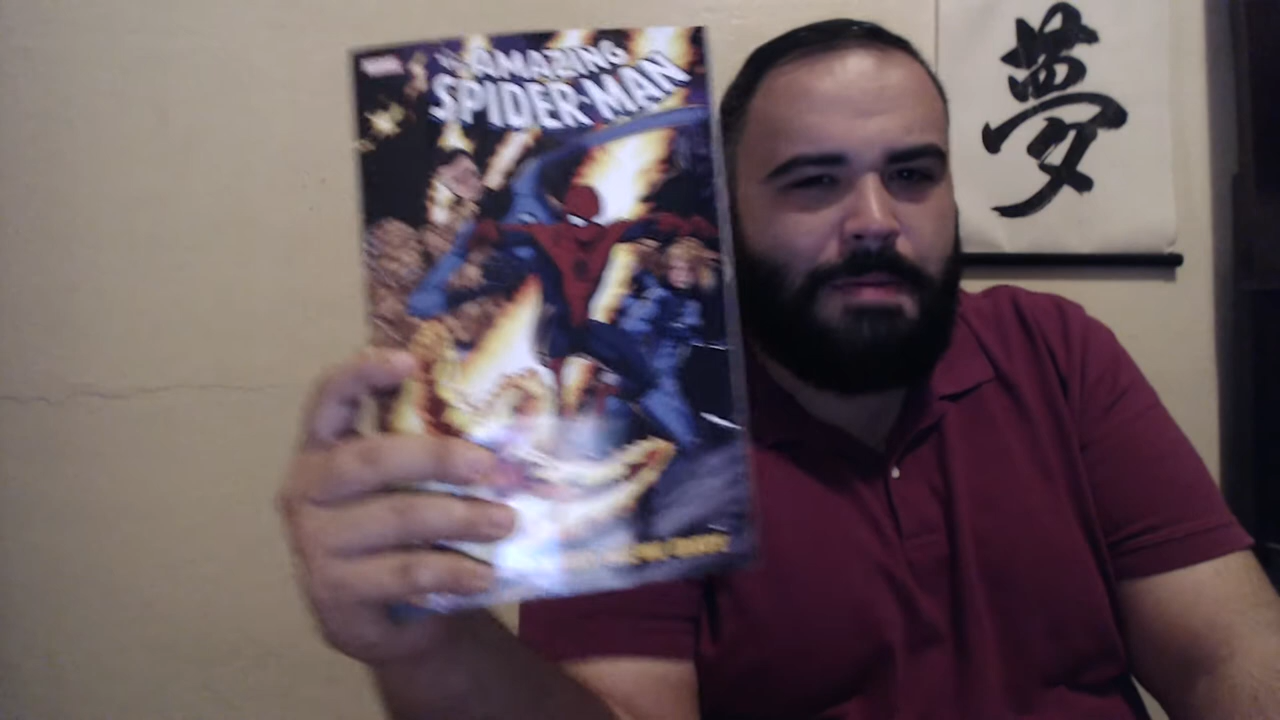 MARVEL
THE AMAZING
SPIDER-MAN
夢